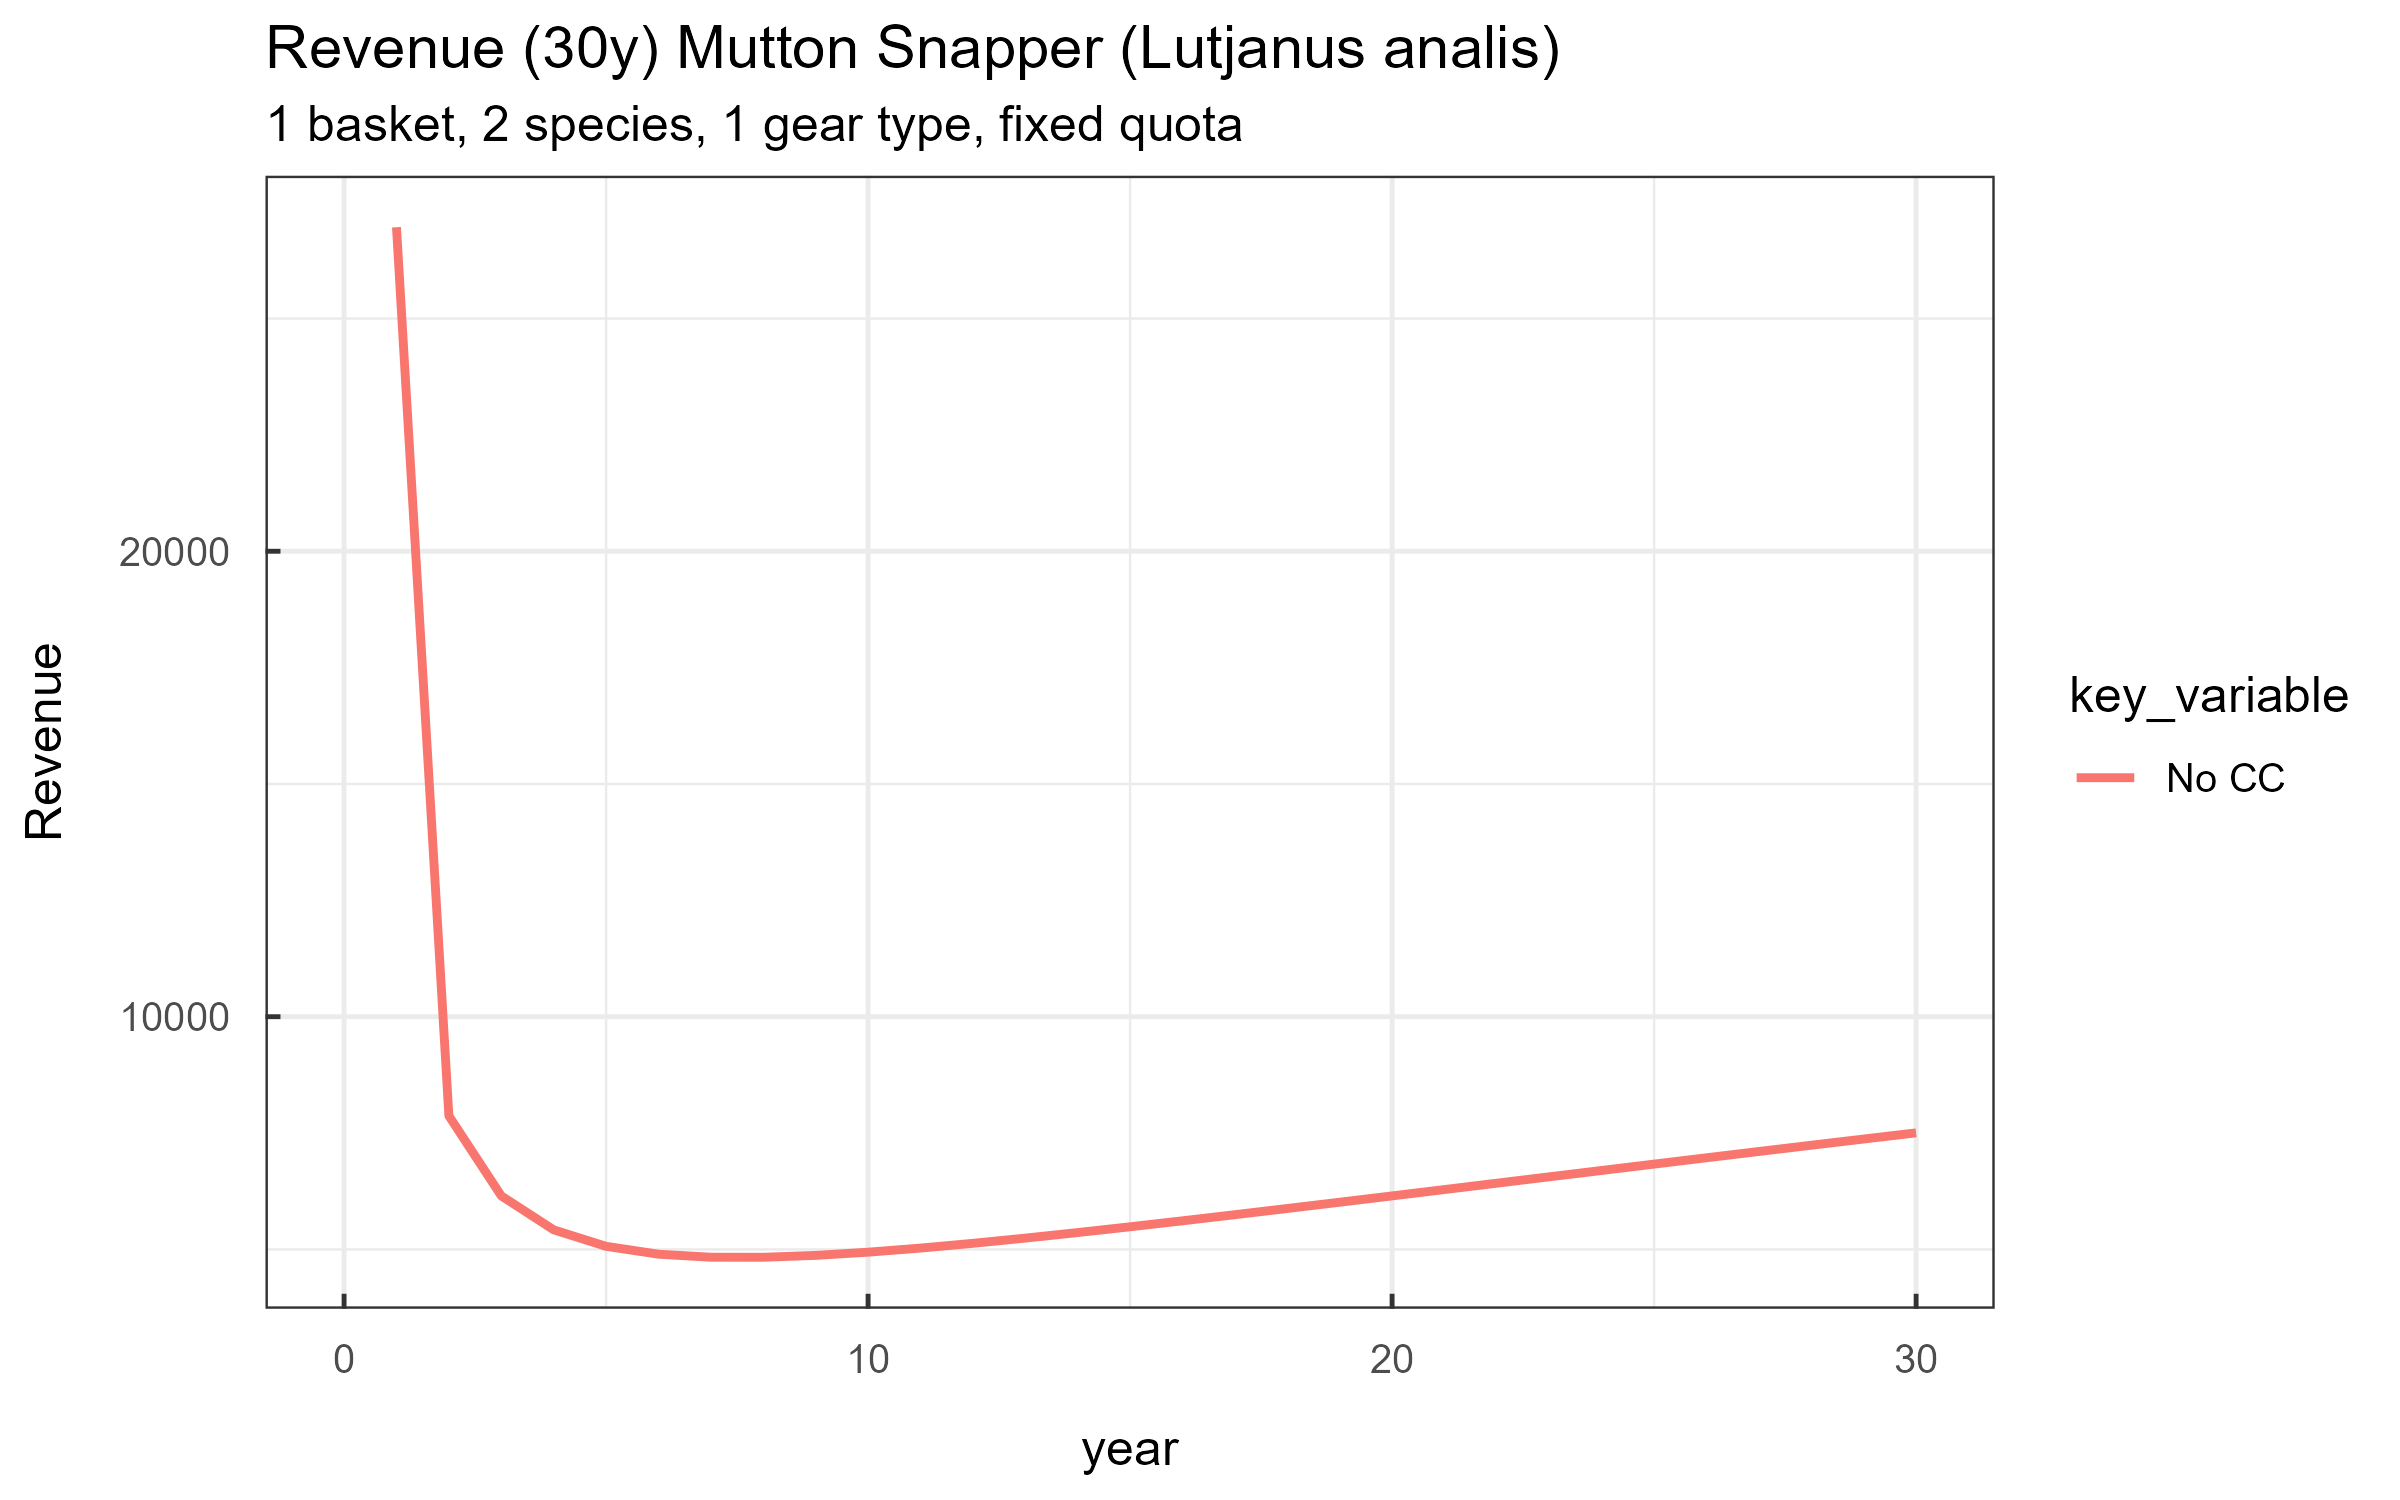 Revenue (30y) Mutton Snapper (Lutjanus analis)
1 basket, 2 species, 1 gear type, fixed quota
Revenue
20000
10000
0
10
20
30
year
key_variable
No CC